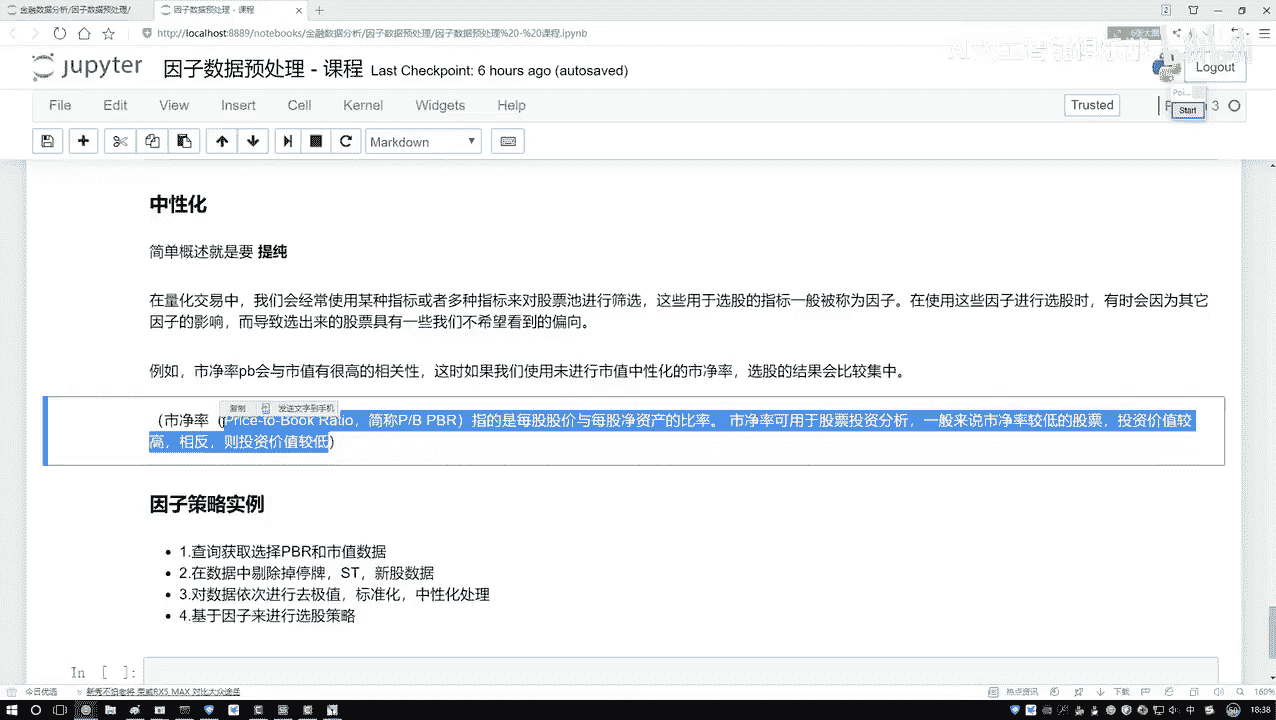 金融数据分析/因子数据预处理/
因子数据预处理 - 课程
http://localhost:8889/notebooks/金融数据分析/因子数据预处理/因子数据预处理%20-%20课程.ipynb
jupyter 因子数据预处理 - 课程 Last Checkpoint: 6 hours ago (autosaved)
Logout
File Edit View Insert Cell Kernel Widgets Help
Trusted
3
Start
Markdown
中性化
简单概述就是要 提纯
在量化交易中，我们会经常使用某种指标或者多种指标来对股票池进行筛选，这些用于选股的指标一般被称为因子。在使用这些因子进行选股时，有时会因为其它
因子的影响，而导致选出来的股票具有一些我们不希望看到的偏向。
例如，市净率pb会与市值有很高的相关性，这时如果我们使用未进行市值中性化的市净率，选股的结果会比较集中。
复制 发送文字到手机
（市净率（Price-to-Book Ratio，简称P/B PBR）指的是每股股价与每股净资产的比率。 市净率可用于股票投资分析，一般来说市净率较低的股票，投资价值较
高，相反，则投资价值较低）
因子策略实例
1.查询获取选择PBR和市值数据
2.在数据中剔除掉停牌，ST，新股数据
3.对数据依次进行去极值，标准化，中性化处理
4.基于因子来进行选股策略
In [ ]:
今日优选
热点资讯
下载
160%
中
18:38